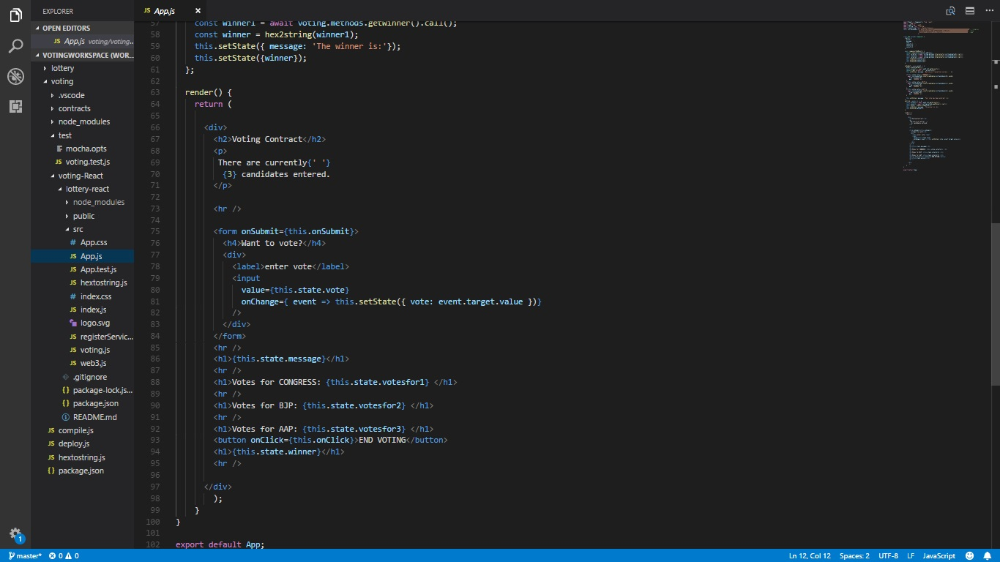 EXPLORER
OPEN EDITORS
JS App.js voting/voting...
VOTINGWORKSPACE (WOR...
lottery
voting
.vscode
contracts
node_modules
test
mocha.opts
JS voting.test.js
voting-React
lottery-react
node_modules
public
src
# App.css
JS App.js
JS App.test.js
JS hextostring.js
# index.css
JS index.js
logo.svg
JS registerServic...
JS voting.js
JS web3.js
.gitignore
{} package-lock.js...
{} package.json
README.md
JS compile.js
JS deploy.js
JS hextostring.js
{} package.json
1
JS App.js
57 const winner1 = await voting.methods.getWinner().call();
58 const winner = hex2string(winner1);
59 this.setState({ message: 'The winner is:'});
60 this.setState({winner});
61 };
62
63 render() {
64 return (
65
66 <div>
67 <h2>Voting Contract</h2>
68 <p>
69 There are currently{' '}
70 {3} candidates entered.
71 </p>
72
73 <hr />
74
75 <form onSubmit={this.onSubmit}>
76 <h4>Want to vote?</h4>
77 <div>
78 <label>enter vote</label>
79 <input
80 value={this.state.vote}
81 onChange={ event => this.setState({ vote: event.target.value })}
82 />
83 </div>
84 </form>
85 <hr />
86 <h1>{this.state.message}</h1>
87 <hr />
88 <h1>Votes for CONGRESS: {this.state.votesfor1} </h1>
89 <hr />
90 <h1>Votes for BJP: {this.state.votesfor2} </h1>
91 <hr />
92 <h1>Votes for AAP: {this.state.votesfor3} </h1>
93 <button onClick={this.onClick}>END VOTING</button>
94 <h1>{this.state.winner}</h1>
95 <hr />
96
97 </div>
98 );
99 }
100 }
101
102 export default App;
master* 0 0 Ln 12, Col 12 Spaces: 2 UTF-8 LF JavaScript